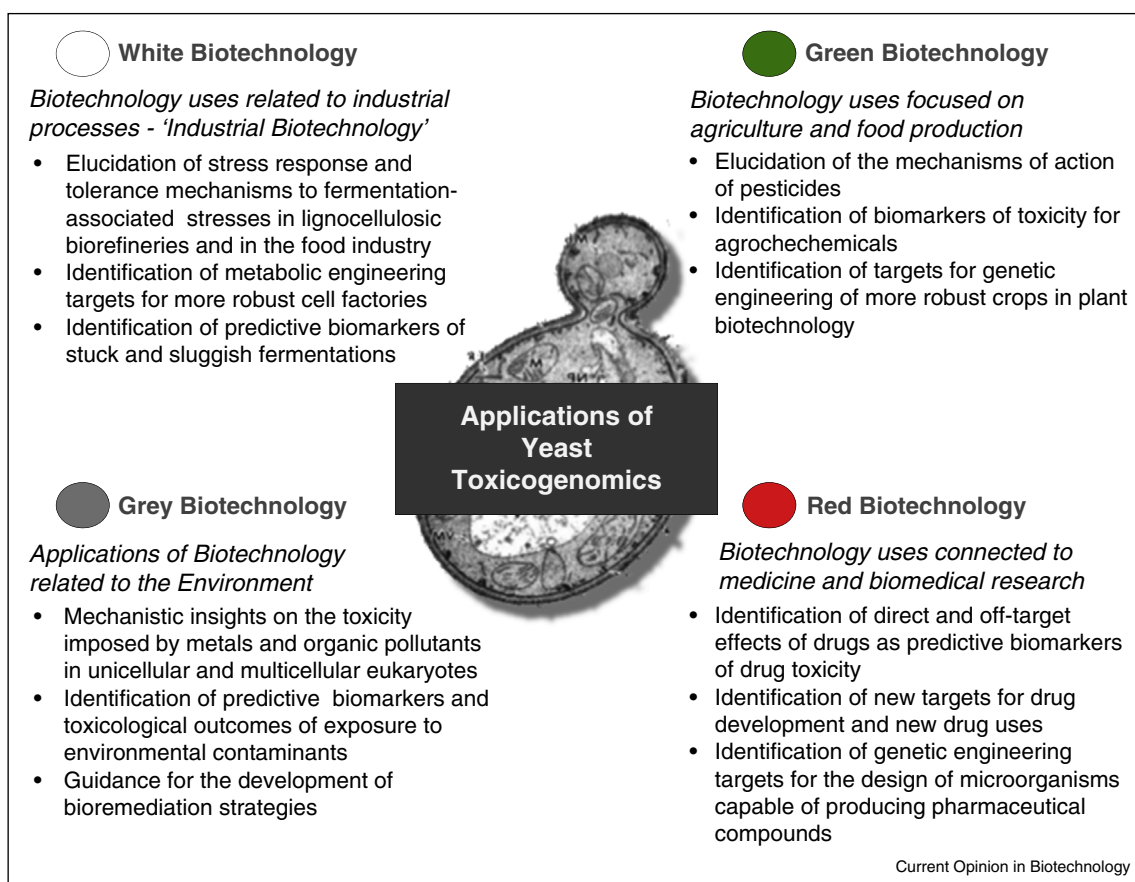 White Biotechnology
Biotechnology uses related to industrial
processes - ‘Industrial Biotechnology’
• Elucidation of stress response and
tolerance mechanisms to fermentation-
associated stresses in lignocellulosic
biorefineries and in the food industry
• Identification of metabolic engineering
targets for more robust cell factories
• Identification of predictive biomarkers of
stuck and sluggish fermentations
Green Biotechnology
Biotechnology uses focused on
agriculture and food production
• Elucidation of the mechanisms of action
of pesticides
• Identification of biomarkers of toxicity for
agrochechemicals
• Identification of targets for genetic
engineering of more robust crops in plant
biotechnology
M
Applications of
Yeast
Toxicogenomics
Grey Biotechnology
Applications of Biotechnology
related to the Environment
• Mechanistic insights on the toxicity
imposed by metals and organic pollutants
in unicellular and multicellular eukaryotes
• Identification of predictive biomarkers and
toxicological outcomes of exposure to
environmental contaminants
• Guidance for the development of
bioremediation strategies
Red Biotechnology
Biotechnology uses connected to
medicine and biomedical research
• Identification of direct and off-target
effects of drugs as predictive biomarkers
of drug toxicity
• Identification of new targets for drug
development and new drug uses
• Identification of genetic engineering
targets for the design of microorganisms
capable of producing pharmaceutical
compounds
Current Opinion in Biotechnology